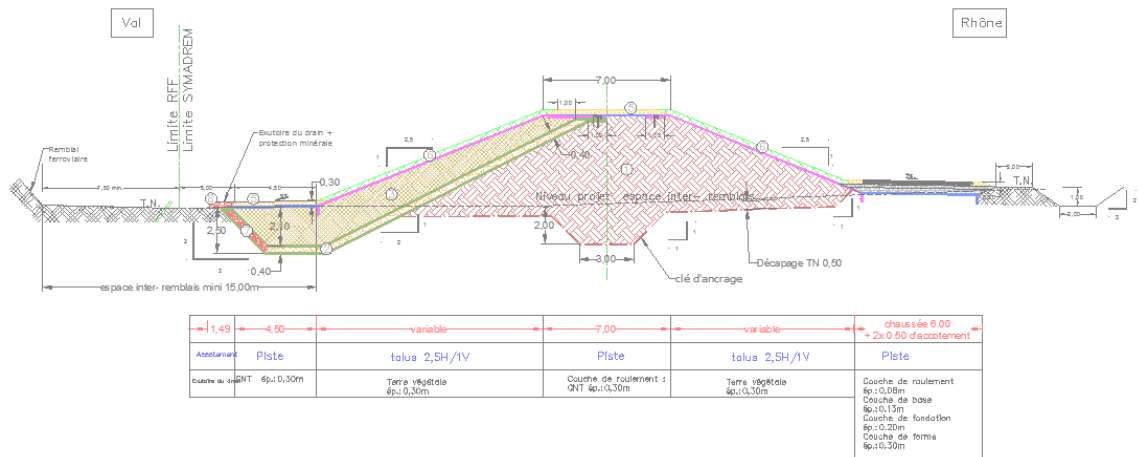 Val
Rhône
Limite RFF
Limite SYMADREM
7,00
1,00
Exutoire du drain +
protection minérale
Remblai
ferroviaire
7,50 min
5,00
4,50
0,30
0,40
2,5
1
2,5
1
T.N.
T.N.
Niveau projet espace inter- remblais
2,50
2,10
0,40
2,00
3,00
1,00
2,00
Décapage TN 0,50
clé d'ancrage
espace inter-remblais mini 15,00m
1,49
4,50
variable
7,00
variable
chaussée 6.00
+ 2x 0.50 d'accotement
Accotement
Piste
talus 2,5H/1V
Piste
talus 2,5H/1V
Piste
Exutoire du drain
GNT ép.: 0,30m
Terre végétale
ép.: 0,30m
Couche de roulement :
GNT ép.: 0,30m
Terre végétale
ép.: 0,30m
Couche de roulement
ép.: 0,08m
Couche de base
ép.: 0.13m
Couche de fondation
ép.: 0.20m
Couche de forme
ép.: 0.30m